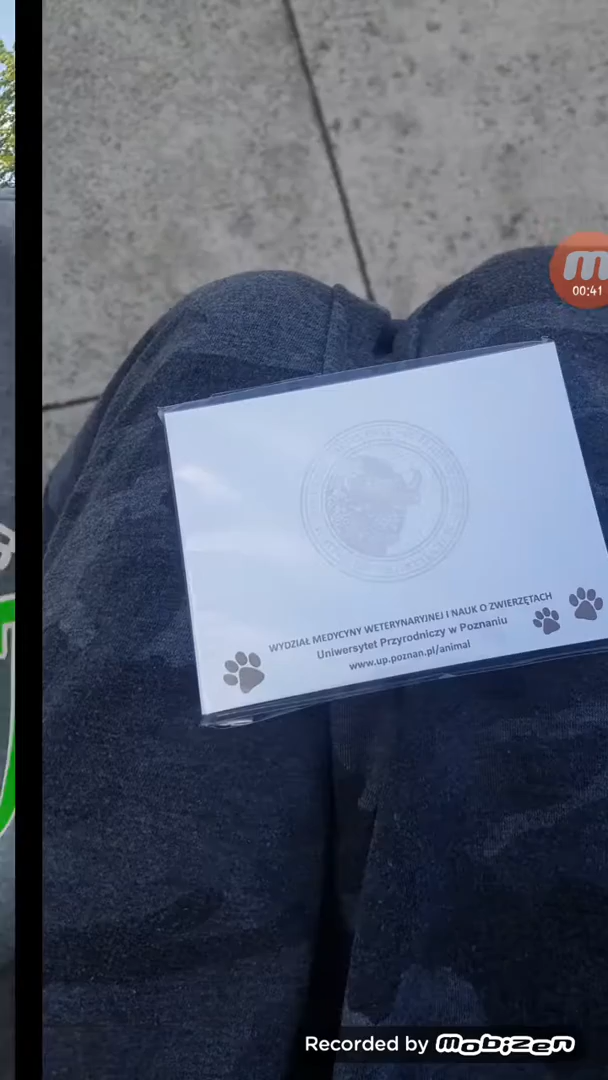 00:41
WYDZIAŁ MEDYCYNY WETERYNARYJNEJ I NAUK O ZWIERZĘTACH
Uniwersytet Przyrodniczy w Poznaniu
www.up.poznan.pl/animal
Recorded by mobizen